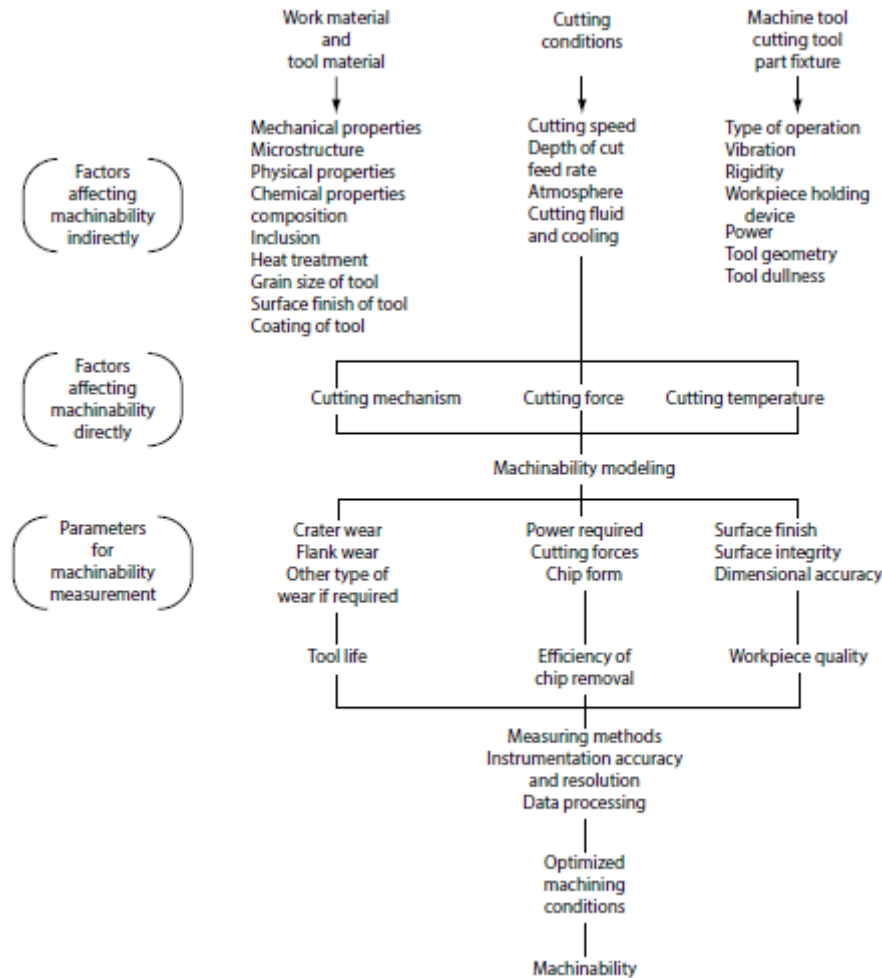 Work material
and
tool material
Cutting
conditions
Machine tool
cutting tool
part fixture
Factors
affecting
machinability
indirectly
Mechanical properties
Microstructure
Physical properties
Chemical properties
composition
Inclusion
Heat treatment
Grain size of tool
Surface finish of tool
Coating of tool
Cutting speed
Depth of cut
feed rate
Atmosphere
Cutting fluid
and cooling
Type of operation
Vibration
Rigidity
Workpiece holding
device
Power
Tool geometry
Tool dullness
Factors
affecting
machinability
directly
Cutting mechanism
Cutting force
Cutting temperature
Machinability modeling
Parameters
for
machinability
measurement
Crater wear
Flank wear
Other type of
wear if required
Power required
Cutting forces
Chip form
Surface finish
Surface integrity
Dimensional accuracy
Tool life
Efficiency of
chip removal
Workpiece quality
Measuring methods
Instrumentation accuracy
and resolution
Data processing
Optimized
machining
conditions
Machinability